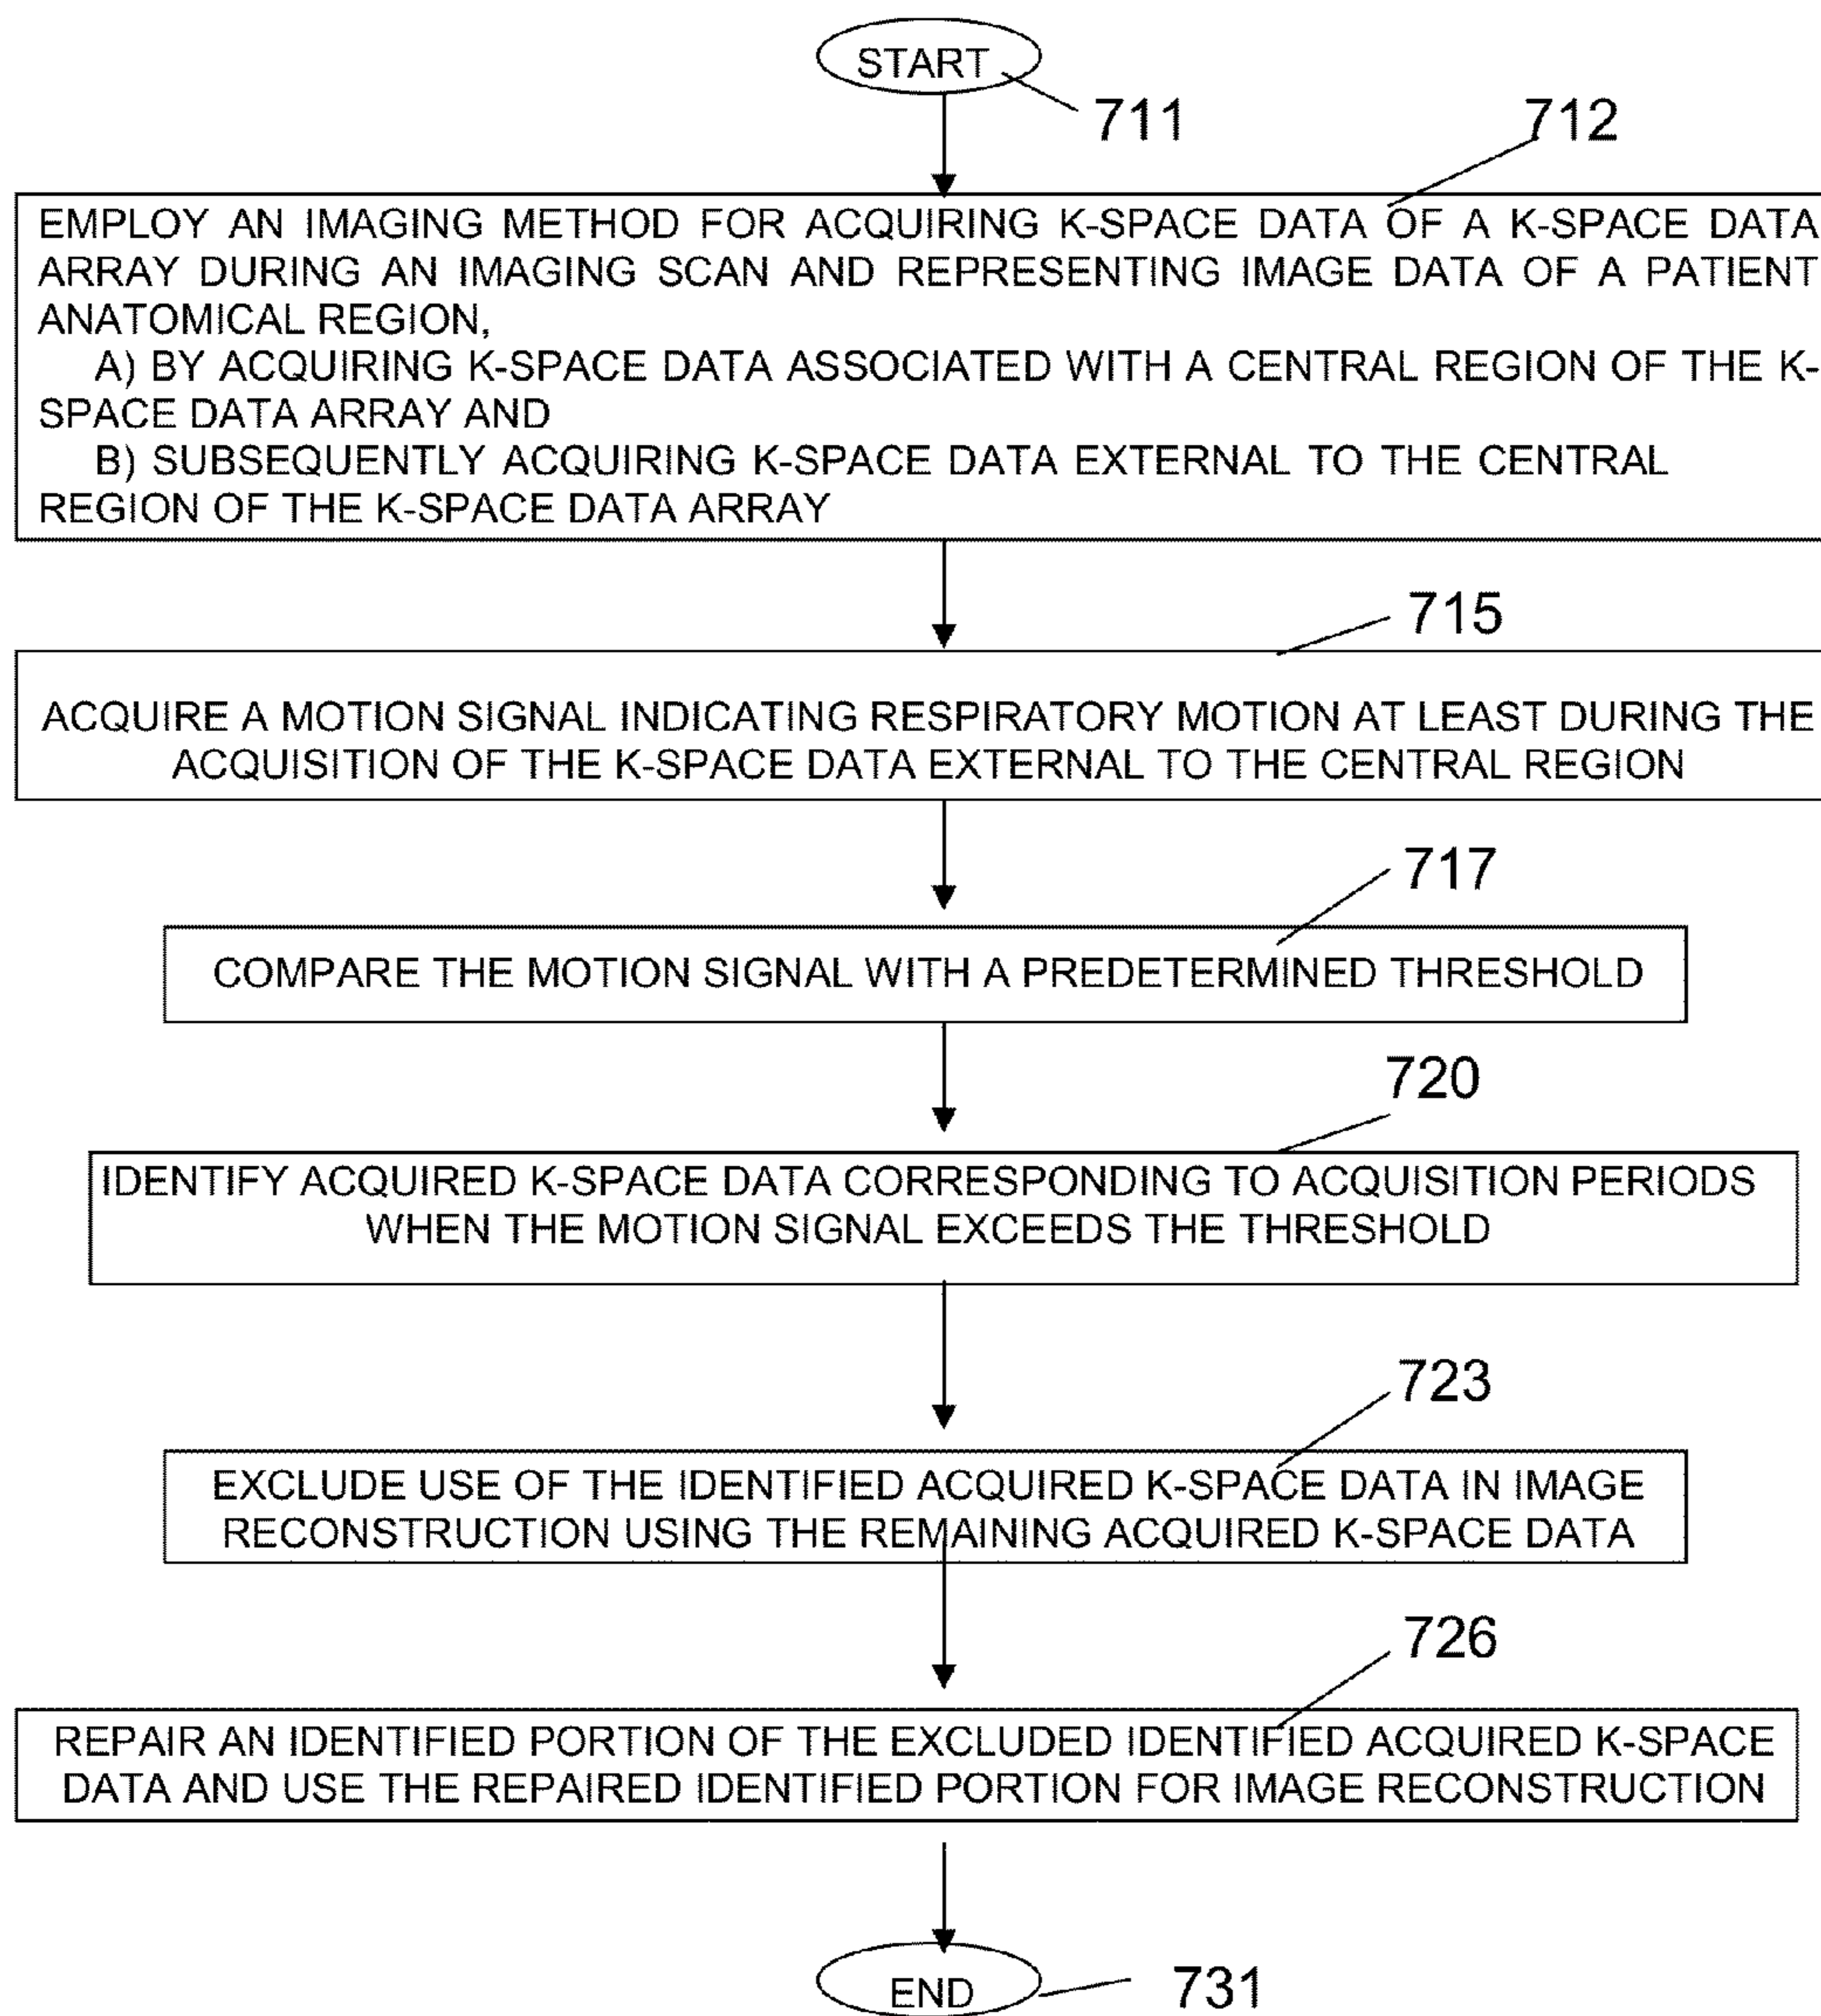 START
711
712
EMPLOY AN IMAGING METHOD FOR ACQUIRING K-SPACE DATA OF A K-SPACE DATA
ARRAY DURING AN IMAGING SCAN AND REPRESENTING IMAGE DATA OF A PATIENT
ANATOMICAL REGION,
A) BY ACQUIRING K-SPACE DATA ASSOCIATED WITH A CENTRAL REGION OF THE K-
SPACE DATA ARRAY AND
B) SUBSEQUENTLY ACQUIRING K-SPACE DATA EXTERNAL TO THE CENTRAL
REGION OF THE K-SPACE DATA ARRAY
715
ACQUIRE A MOTION SIGNAL INDICATING RESPIRATORY MOTION AT LEAST DURING THE
ACQUISITION OF THE K-SPACE DATA EXTERNAL TO THE CENTRAL REGION
717
COMPARE THE MOTION SIGNAL WITH A PREDETERMINED THRESHOLD
720
IDENTIFY ACQUIRED K-SPACE DATA CORRESPONDING TO ACQUISITION PERIODS
WHEN THE MOTION SIGNAL EXCEEDS THE THRESHOLD
723
EXCLUDE USE OF THE IDENTIFIED ACQUIRED K-SPACE DATA IN IMAGE
RECONSTRUCTION USING THE REMAINING ACQUIRED K-SPACE DATA
726
REPAIR AN IDENTIFIED PORTION OF THE EXCLUDED IDENTIFIED ACQUIRED K-SPACE
DATA AND USE THE REPAIRED IDENTIFIED PORTION FOR IMAGE RECONSTRUCTION
END
731